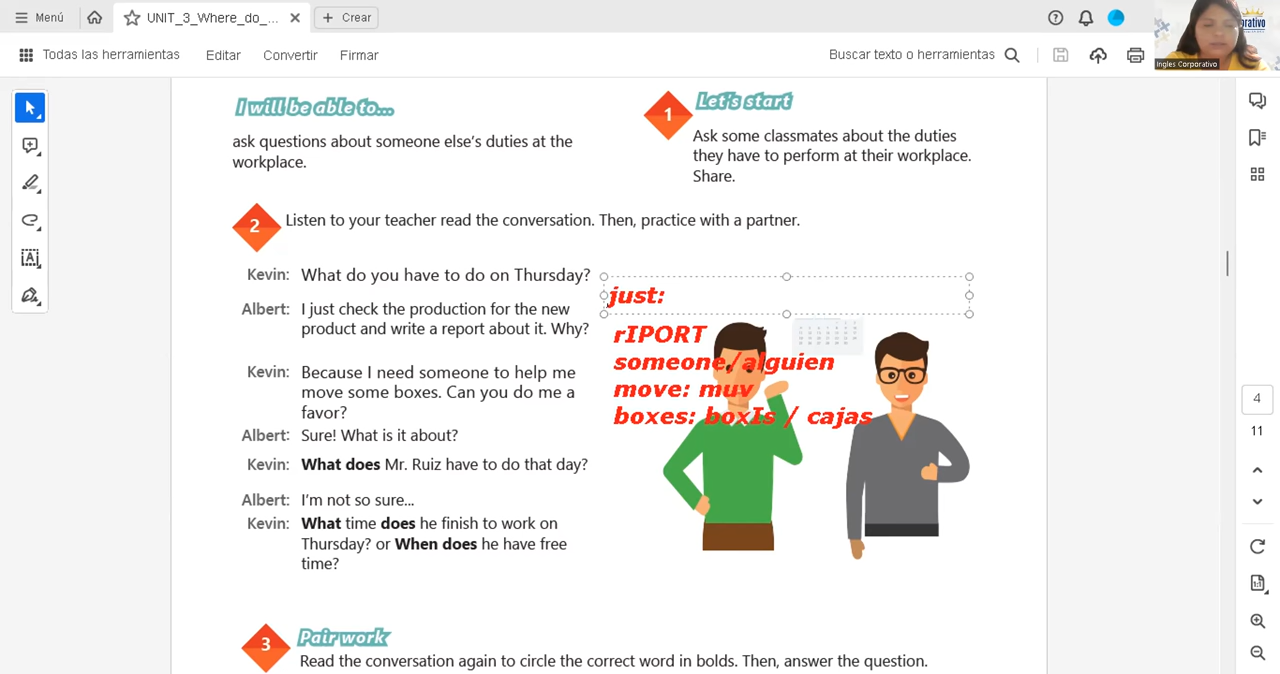 Menú
UNIT_3_Where_do_...
Crear
Todas las herramientas
Editar
Convertir
Firmar
Buscar texto o herramientas
Ingles Corporativo
I will be able to...
ask questions about someone else's duties at the
workplace.
1
Let's start
Ask some classmates about the duties
they have to perform at their workplace.
Share.
2
Listen to your teacher read the conversation. Then, practice with a partner.
Kevin: What do you have to do on Thursday?
Albert: I just check the production for the new
product and write a report about it. Why?
Kevin: Because I need someone to help me
move some boxes. Can you do me a
favor?
Albert: Sure! What is it about?
Kevin: What does Mr. Ruiz have to do that day?
Albert: I'm not so sure...
Kevin: What time does he finish to work on
Thursday? or When does he have free
time?
just:
rIPORT
someone/alguien
move: muv
boxes: boxIs / cajas
3
Pair work
Read the conversation again to circle the correct word in bolds. Then, answer the question.
4
11